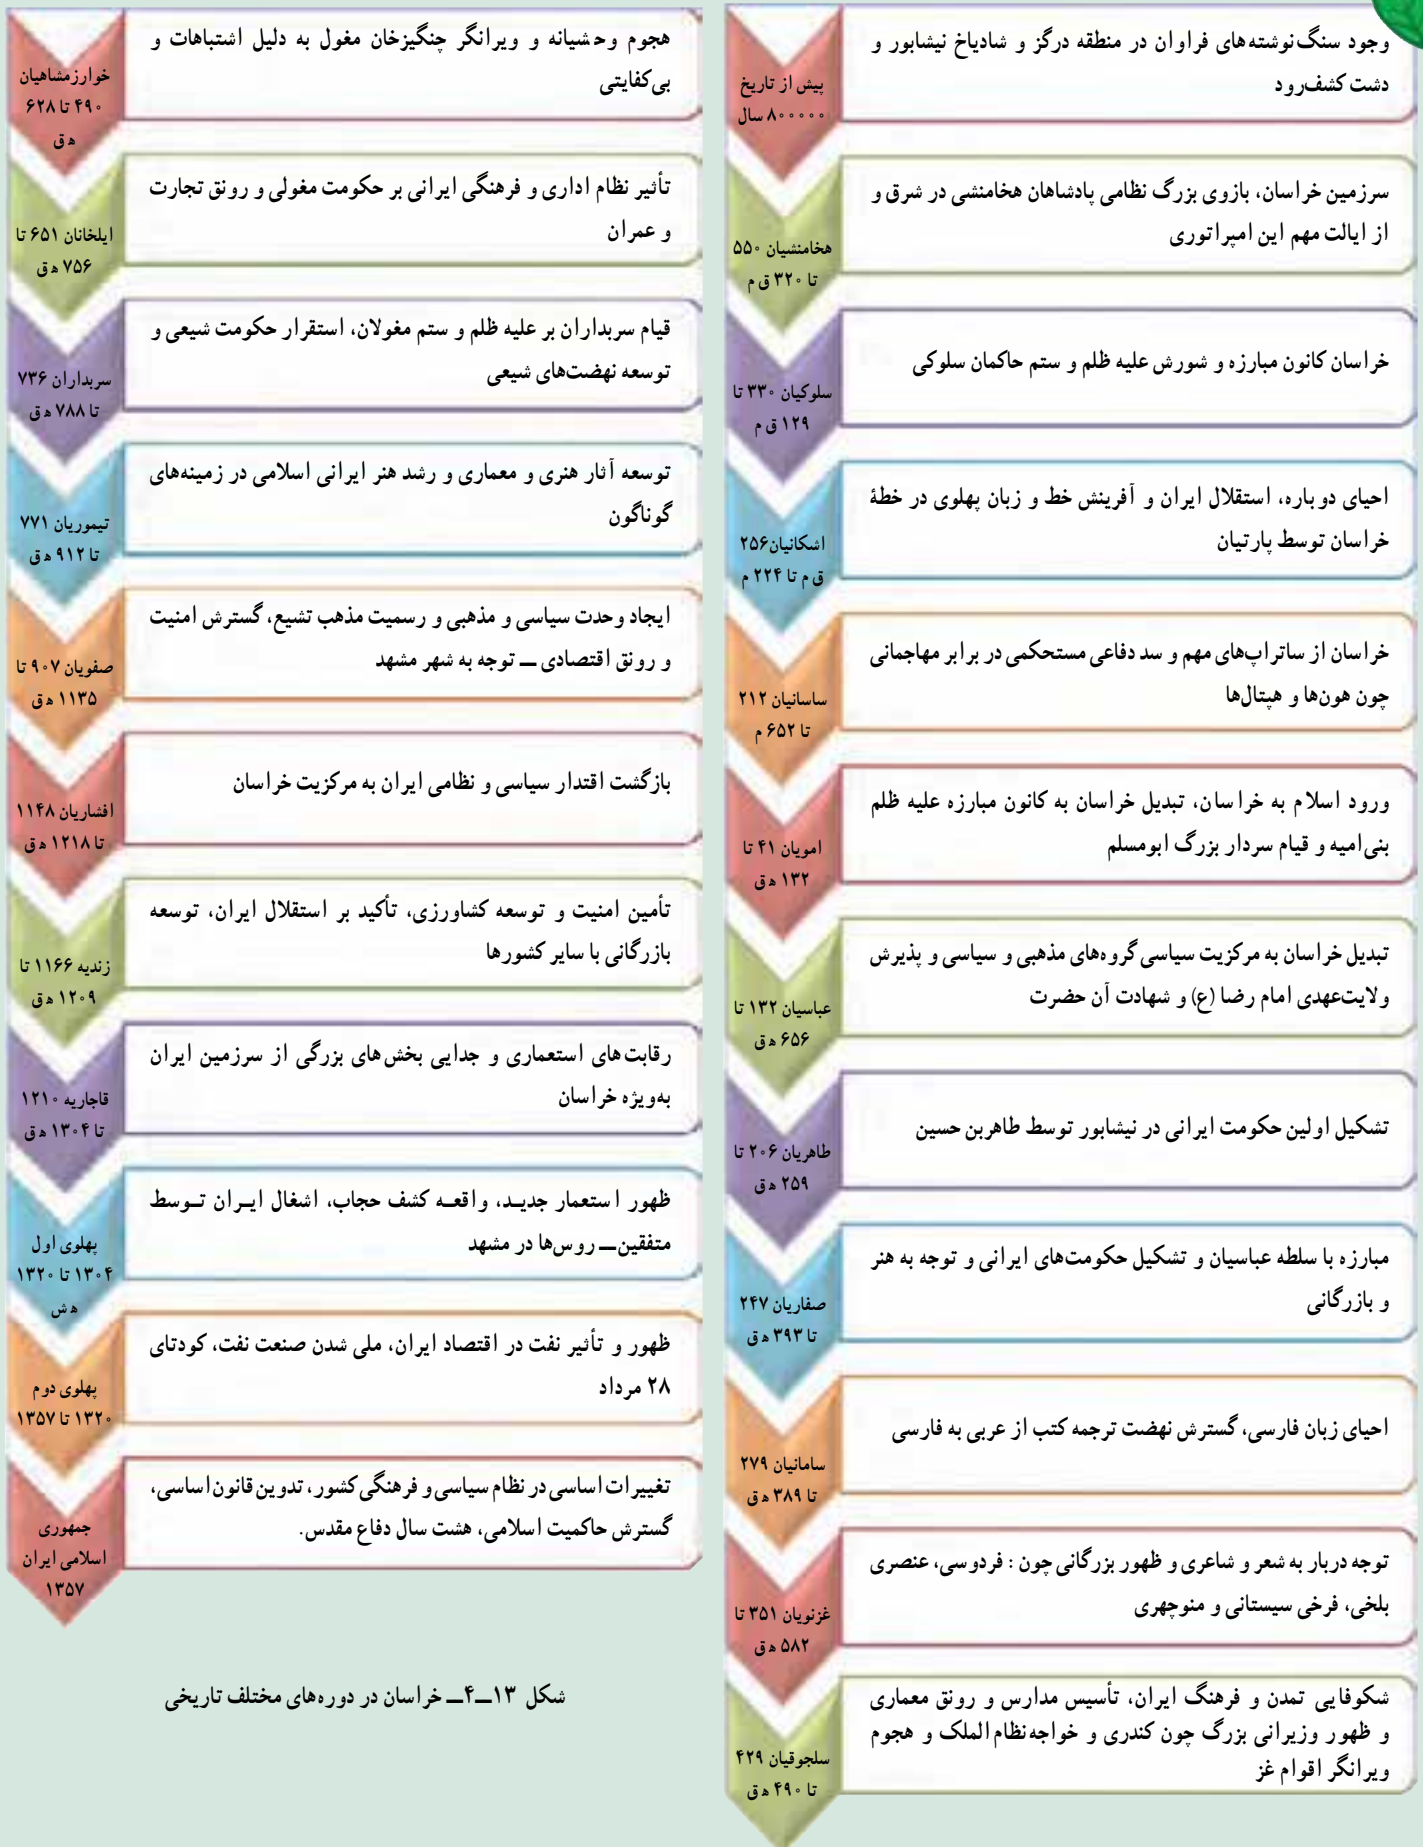 پیش از تاریخ
۸۰۰۰۰۰ سال
وجود سنگ‌نوشته‌های فراوان در منطقه درگز و شادیاخ نیشابور و
دشت کشف‌رود
هخامنشیان ۵۵۰
تا ۳۲۰ ق م
سرزمین خراسان، بازوی بزرگ نظامی پادشاهان هخامنشی در شرق و
از ایالت مهم این امپراتوری
سلوکیان ۳۳۰ تا
۱۲۹ ق م
خراسان کانون مبارزه و شورش علیه ظلم و ستم حاکمان سلوکی
اشکانیان۲۵۶
ق م تا ۲۲۴ م
احیای دوباره، استقلال ایران و آفرینش خط و زبان پهلوی در خطهٔ
خراسان توسط پارتیان
ساسانیان ۲۱۲
تا ۶۵۲ م
خراسان از ساتراپ‌های مهم و سد دفاعی مستحکمی در برابر مهاجمانی
چون هون‌ها و هپتال‌ها
امویان ۴۱ تا
۱۳۲ ه ق
ورود اسلام به خراسان، تبدیل خراسان به کانون مبارزه علیه ظلم
بنی‌امیه و قیام سردار بزرگ ابومسلم
عباسیان ۱۳۲ تا
۶۵۶ ه ق
تبدیل خراسان به مرکزیت سیاسی گروه‌های مذهبی و سیاسی و پذیرش
ولایت‌عهدی امام رضا (ع) و شهادت آن حضرت
طاهریان ۲۰۶ تا
۲۵۹ ه ق
تشکیل اولین حکومت ایرانی در نیشابور توسط طاهربن حسین
صفاریان ۲۴۷
تا ۳۹۳ ه ق
مبارزه با سلطه عباسیان و تشکیل حکومت‌های ایرانی و توجه به هنر
و بازرگانی
سامانیان ۲۷۹
تا ۳۸۹ ه ق
احیای زبان فارسی، گسترش نهضت ترجمه کتب از عربی به فارسی
غزنویان ۳۵۱ تا
۵۸۲ ه ق
توجه دربار به شعر و شاعری و ظهور بزرگانی چون : فردوسی، عنصری
بلخی، فرخی سیستانی و منوچهری
سلجوقیان ۴۲۹
تا ۴۹۰ ه ق
شکوفایی تمدن و فرهنگ ایران، تأسیس مدارس و رونق معماری
و ظهور وزیرانی بزرگ چون کندری و خواجه‌نظام‌الملک و هجوم
ویرانگر اقوام غز
خوارزمشاهیان
۴۹۰ تا ۶۲۸
ه ق
هجوم وحشیانه و ویرانگر چنگیزخان مغول به دلیل اشتباهات و
بی‌کفایتی
ایلخانان ۶۵۱ تا
۷۵۶ ه ق
تأثیر نظام اداری و فرهنگی ایرانی بر حکومت مغولی و رونق تجارت
و عمران
سربداران ۷۳۶
تا ۷۸۸ ه ق
قیام سربداران بر علیه ظلم و ستم مغولان، استقرار حکومت شیعی و
توسعه نهضت‌های شیعی
تیموریان ۷۷۱
تا ۹۱۲ ه ق
توسعه آثار هنری و معماری و رشد هنر ایرانی اسلامی در زمینه‌های
گوناگون
صفویان ۹۰۷ تا
۱۱۳۵ ه ق
ایجاد وحدت سیاسی و مذهبی و رسمیت مذهب تشیع، گسترش امنیت
و رونق اقتصادی ــ توجه به شهر مشهد
افشاریان ۱۱۴۸
تا ۱۲۱۸ ه ق
بازگشت اقتدار سیاسی و نظامی ایران به مرکزیت خراسان
زندیه ۱۱۶۶ تا
۱۲۰۹ ه ق
تأمین امنیت و توسعه کشاورزی، تأکید بر استقلال ایران، توسعه
بازرگانی با سایر کشورها
قاجاریه ۱۲۱۰
تا ۱۳۰۴ ه ق
رقابت‌های استعماری و جدایی بخش‌های بزرگی از سرزمین ایران
به‌ویژه خراسان
پهلوی اول
۱۳۰۴ تا ۱۳۲۰
ه ش
ظهور استعمار جدیـد، واقعـه کشف حجاب، اشغال ایـران تـوسط
متفقین ــ روس‌ها در مشهد
پهلوی دوم
۱۳۲۰ تا ۱۳۵۷
ظهور و تأثیر نفت در اقتصاد ایران، ملی شدن صنعت نفت، کودتای
۲۸ مرداد
جمهوری
اسلامی ایران
۱۳۵۷
تغییرات اساسی در نظام سیاسی و فرهنگی کشور، تدوین قانون اساسی،
گسترش حاکمیت اسلامی، هشت سال دفاع مقدس.
شکل ۱۳ــ۴ــ خراسان در دوره‌های مختلف تاریخی